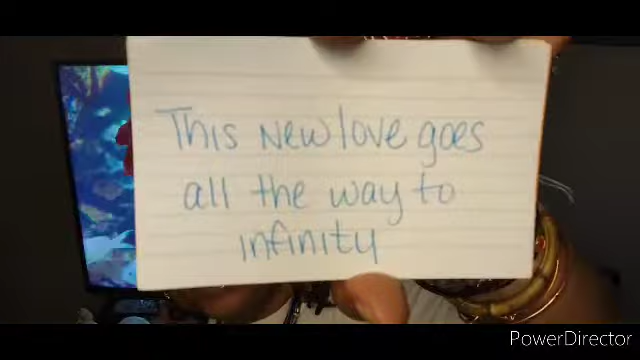 This New love goes
all the way to
infinity
PowerDirector